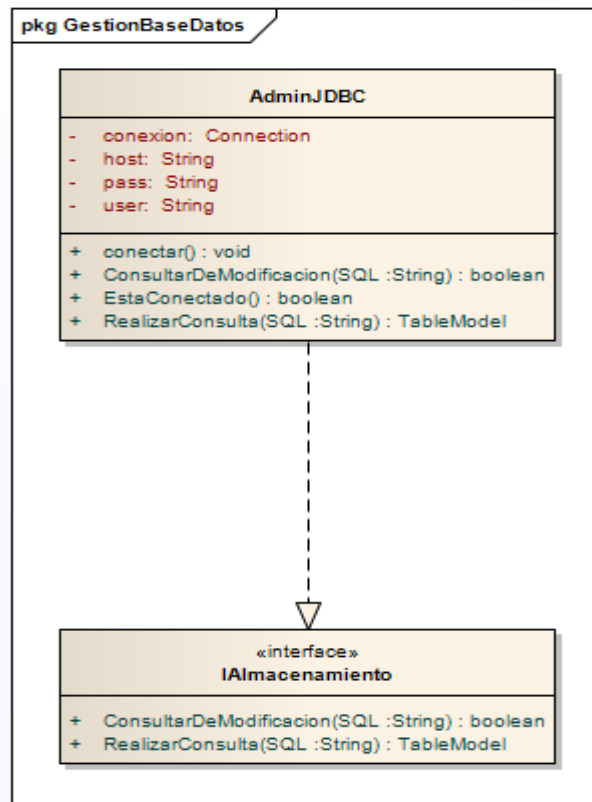 pkg GestionBaseDatos
AdminJDBC
- conexion: Connection
- host: String
- pass: String
- user: String
+ conectar() : void
+ ConsultarDeModificacion(SQL :String) : boolean
+ EstaConectado() : boolean
+ RealizarConsulta(SQL :String) : TableModel
«interface»
IAlmacenamiento
+ ConsultarDeModificacion(SQL :String) : boolean
+ RealizarConsulta(SQL :String) : TableModel